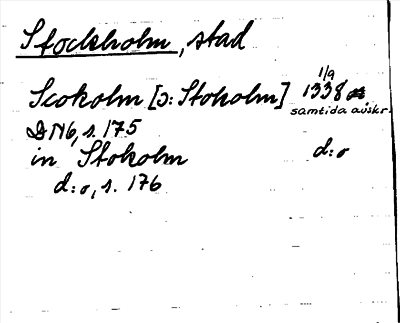 Stockholm, stad
Scokolm [ɔ: Stokolm] 1/9 1338
samtida avskr.
DN6, s. 175
in Stokolm d:o
d:o, s. 176